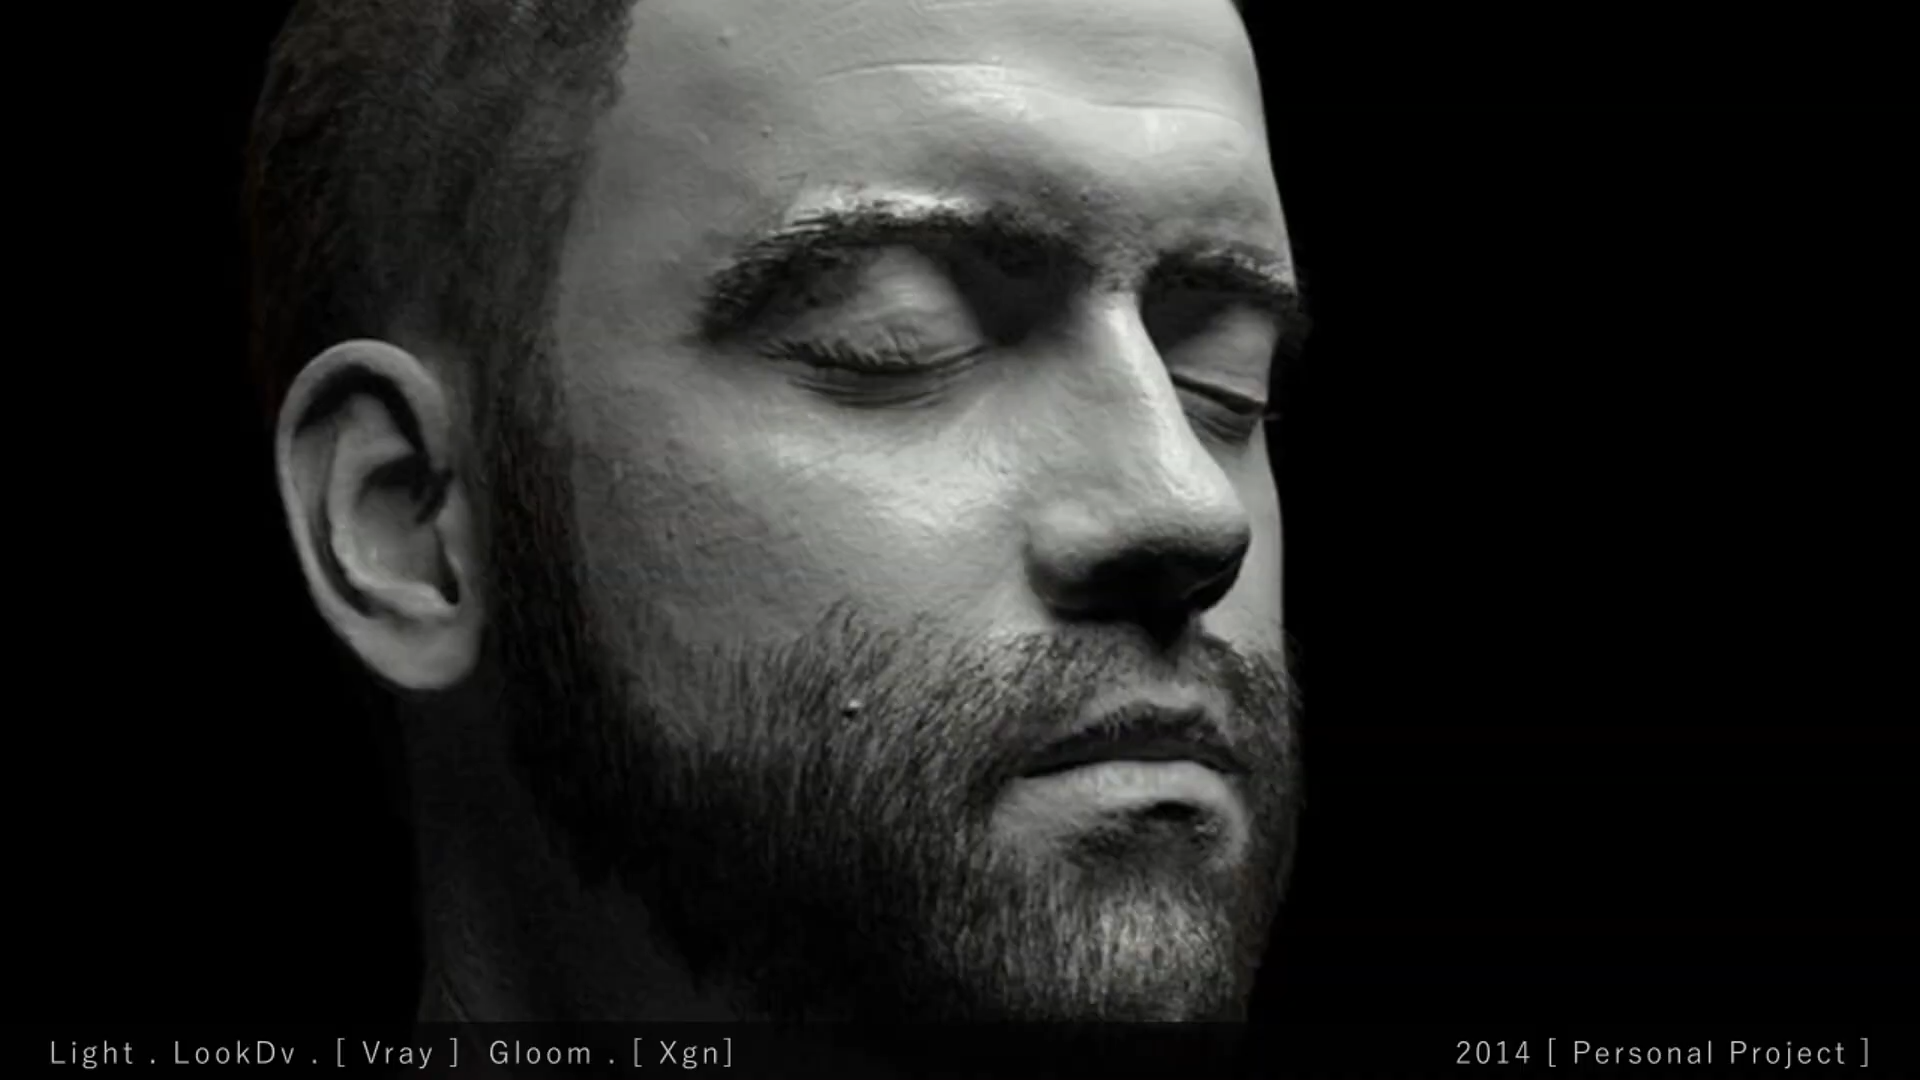 Light . LookDv . [ Vray ]  Gloom . [ Xgn]
2014 [ Personal Project ]